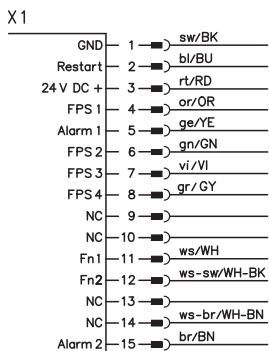 X1
GND 1 sw/BK
Restart 2 bl/BU
24 V DC + 3 rt/RD
FPS 1 4 or/OR
Alarm 1 5 ge/YE
FPS 2 6 gn/GN
FPS 3 7 vi/VI
FPS 4 8 gr/GY
NC 9
NC 10
Fn1 11 ws/WH
Fn2 12 ws-sw/WH-BK
NC 13
NC 14 ws-br/WH-BN
Alarm 2 15 br/BN